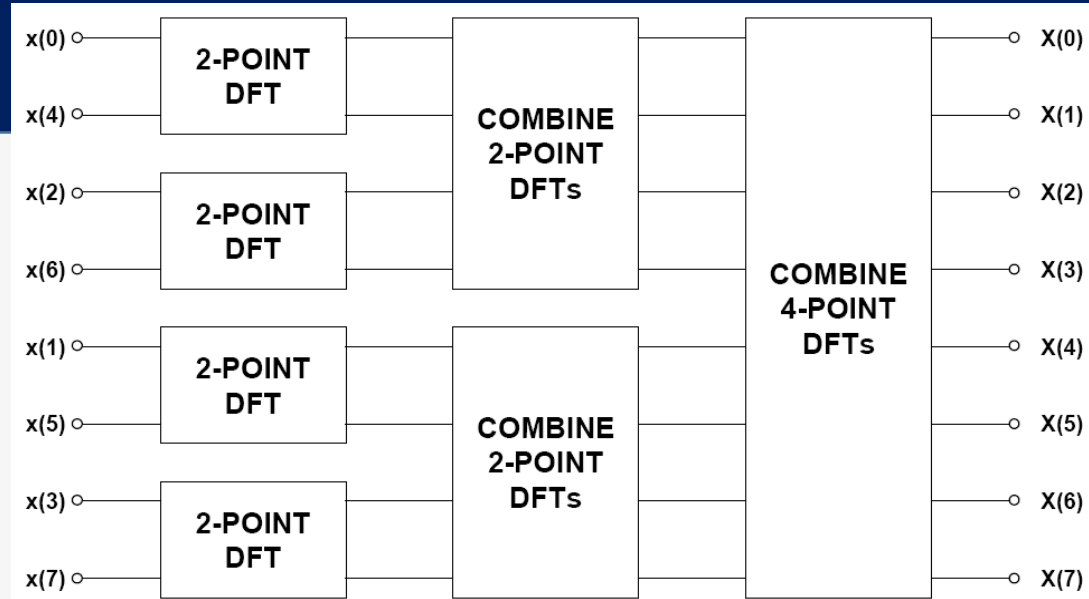 x(0)
x(4)
x(2)
x(6)
x(1)
x(5)
x(3)
x(7)
2-POINT
DFT
2-POINT
DFT
2-POINT
DFT
2-POINT
DFT
COMBINE
2-POINT
DFTs
COMBINE
2-POINT
DFTs
COMBINE
4-POINT
DFTs
X(0)
X(1)
X(2)
X(3)
X(4)
X(5)
X(6)
X(7)